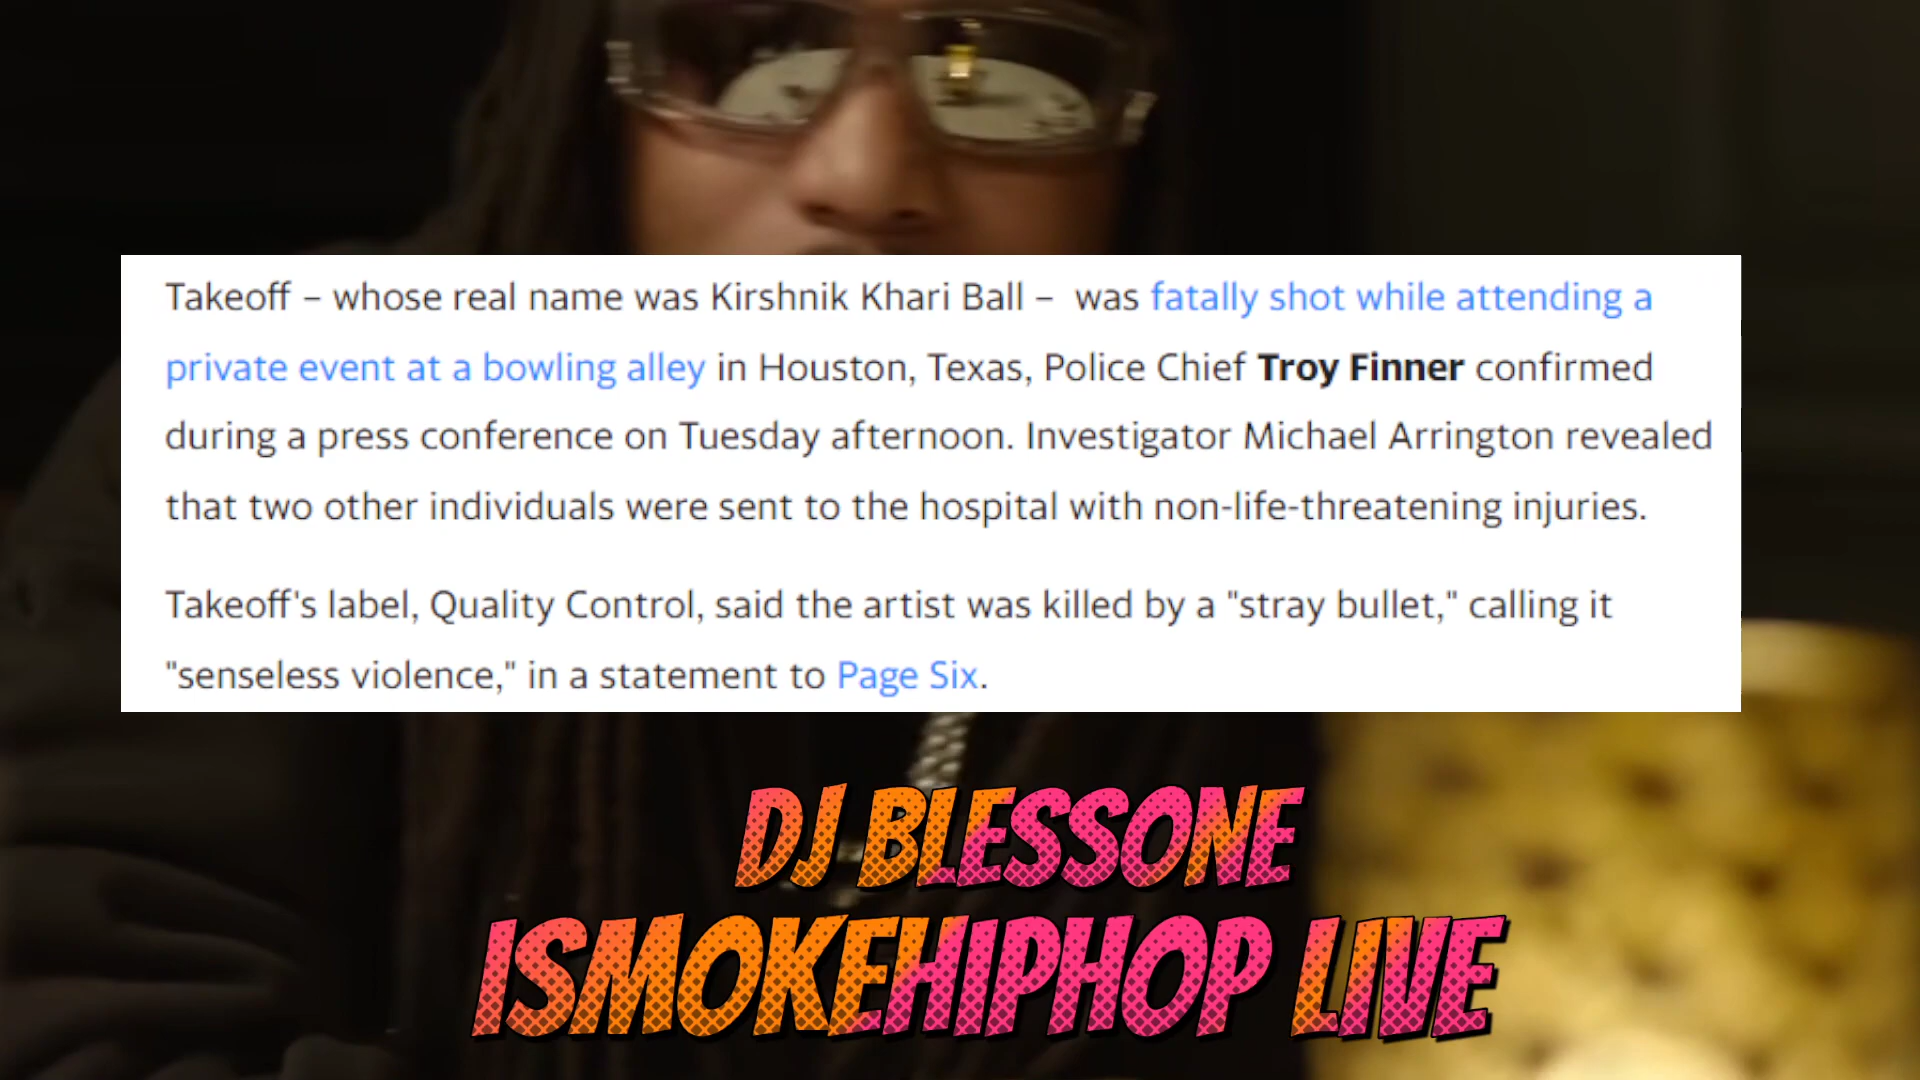 Takeoff – whose real name was Kirshnik Khari Ball –  was fatally shot while attending a
private event at a bowling alley in Houston, Texas, Police Chief Troy Finner confirmed
during a press conference on Tuesday afternoon. Investigator Michael Arrington revealed
that two other individuals were sent to the hospital with non-life-threatening injuries.
Takeoff's label, Quality Control, said the artist was killed by a "stray bullet," calling it
"senseless violence," in a statement to Page Six.
DJ BLESSONE
ISMOKEHIPHOP LIVE